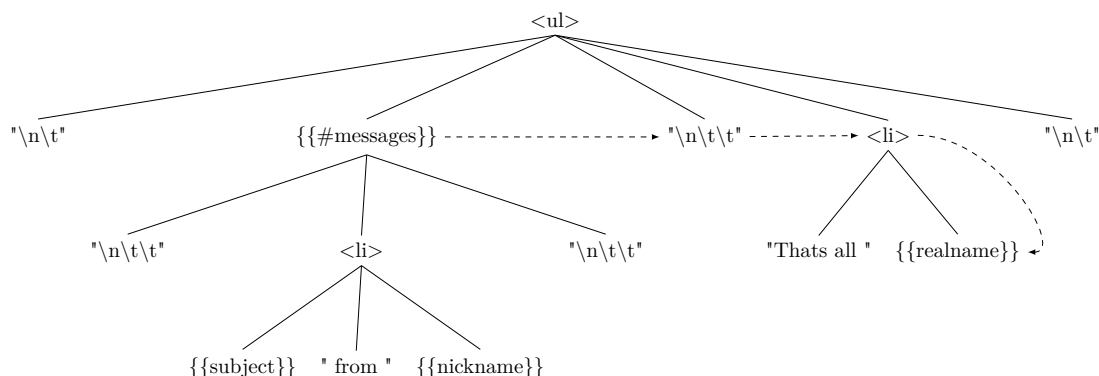 <ul>
"\n\t" {{#messages}} "\n\t\t" <li> "\n\t"
"\n\t\t" <li> "\n\t\t" "Thats all " {{realname}}
{{subject}} " from " {{nickname}}